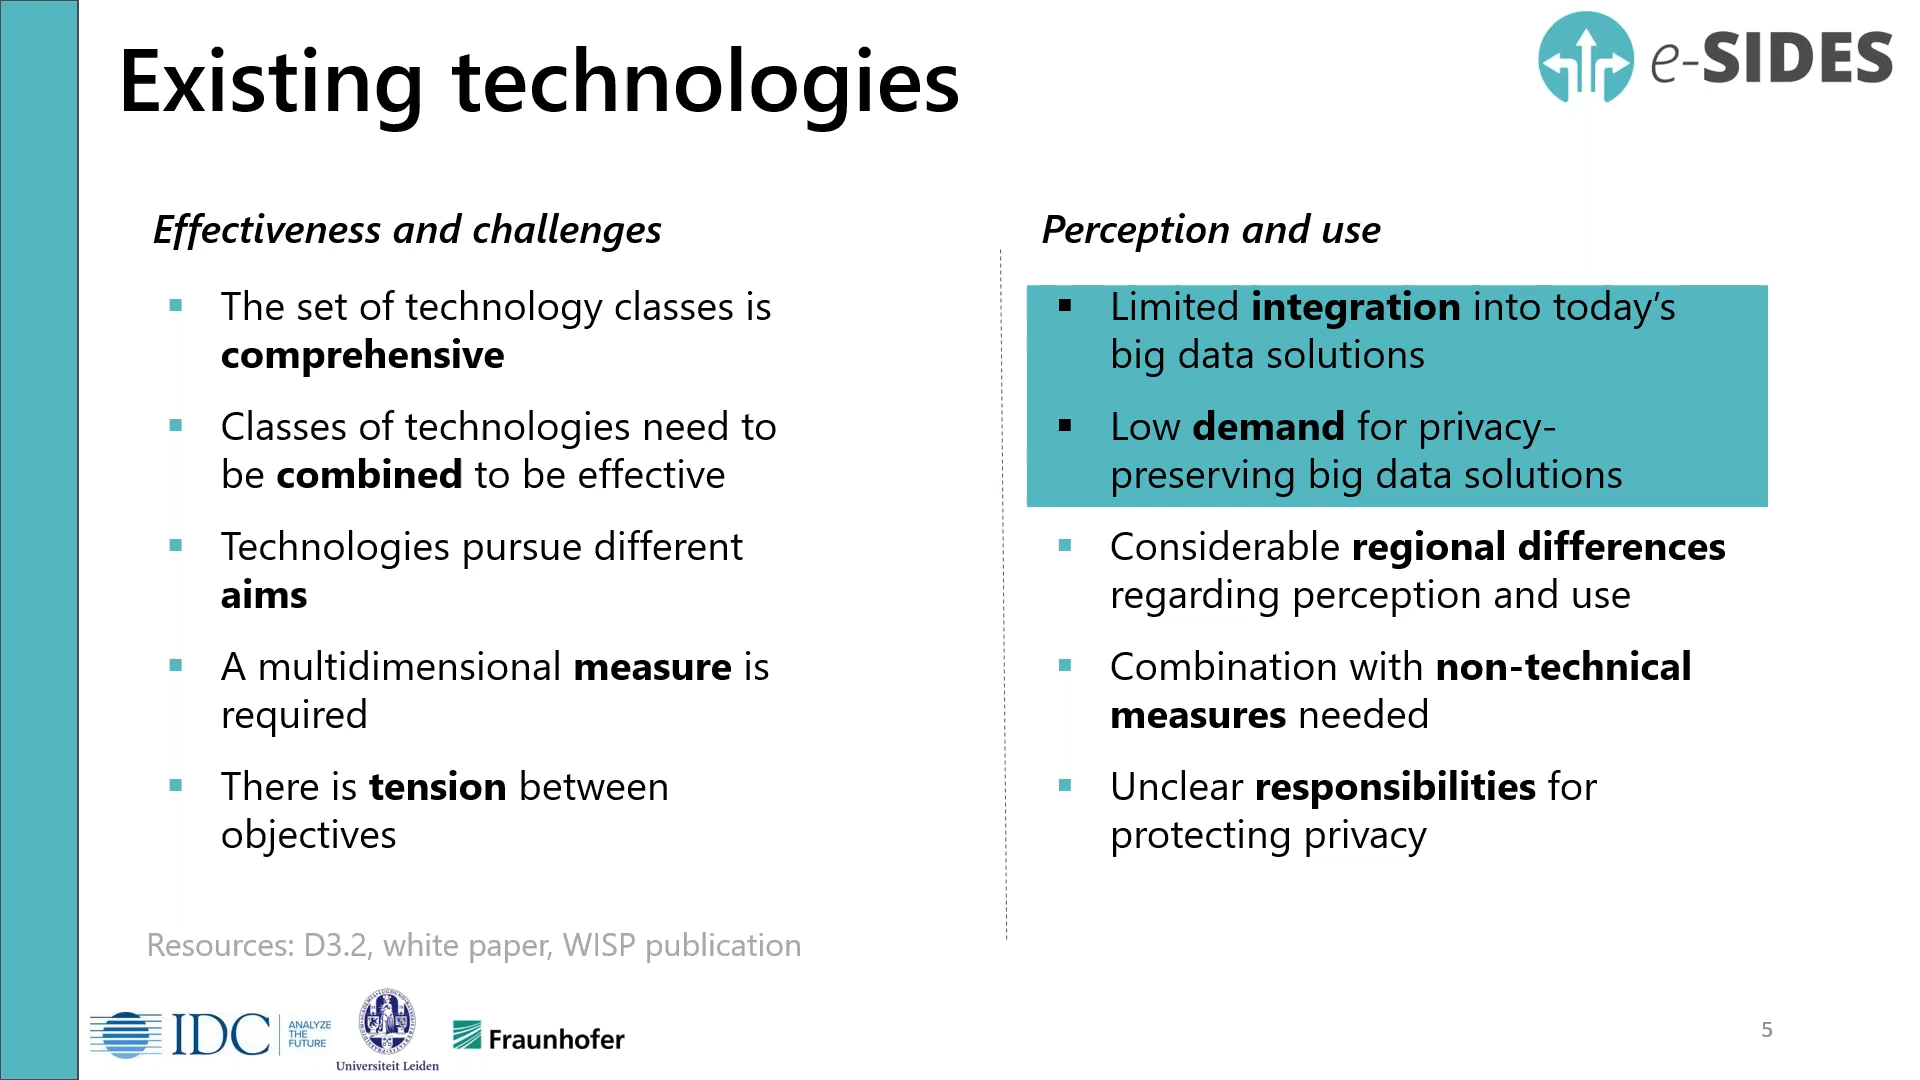 Existing technologies
e-SIDES
Effectiveness and challenges
The set of technology classes is
comprehensive
Classes of technologies need to
be combined to be effective
Technologies pursue different
aims
A multidimensional measure is
required
There is tension between
objectives
Perception and use
Limited integration into today’s
big data solutions
Low demand for privacy-
preserving big data solutions
Considerable regional differences
regarding perception and use
Combination with non-technical
measures needed
Unclear responsibilities for
protecting privacy
Resources: D3.2, white paper, WISP publication
IDC
ANALYZE
THE
FUTURE
Universiteit Leiden
Fraunhofer
5